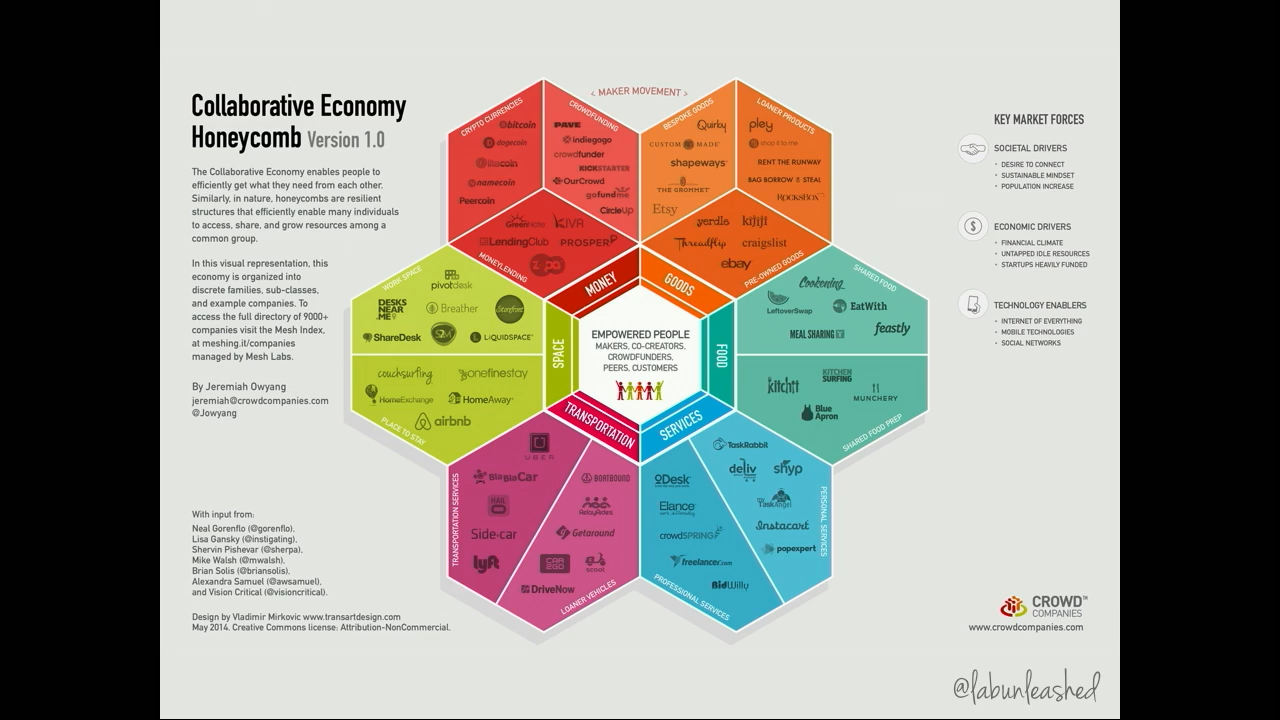 Collaborative Economy
Honeycomb Version 1.0
The Collaborative Economy enables people to
efficiently get what they need from each other.
Similarly, in nature, honeycombs are resilient
structures that efficiently enable many individuals
to access, share, and grow resources among a
common group.
In this visual representation, this
economy is organized into
discrete families, sub-classes,
and example companies. To
access the full directory of 9000+
companies visit the Mesh Index,
at meshing.it/companies
managed by Mesh Labs.
By Jeremiah Owyang
jeremiah@crowdcompanies.com
@Jowyang
With input from:
Neal Gorenflo (@gorenflo),
Lisa Gansky (@instigating),
Shervin Pishevar (@sherpa),
Mike Walsh (@mwalsh),
Brian Solis (@briansolis),
Alexandra Samuel (@awsamuel),
and Vision Critical (@visioncritical).
Design by Vladimir Mirkovic www.transartdesign.com
May 2014. Creative Commons license: Attribution-NonCommercial.
< MAKER MOVEMENT >
CRYPTO CURRENCIES
bitcoin
dogecoin
litecoin
namecoin
Peercoin
CROWDFUNDING
PAVE
indiegogo
crowdfunder
KICKSTARTER
OurCrowd
gofundme
CircleUp
MONEYLENDING
KIVA
LendingClub
PROSPER
BESPOKE GOODS
Quirky
CUSTOM MADE
shapeways
THE GROMMET
Etsy
LOANER PRODUCTS
pley
shop it to me
RENT THE RUNWAY
BAG BORROW & STEAL
ROCKSBOX
PRE-OWNED GOODS
yerdle
kijiji
Threadflip
craigslist
ebay
WORK SPACE
pivotdesk
DESKS
NEAR
ME
Breather
Storefront
ShareDesk
LIQUIDSPACE
PLACE TO STAY
couchsurfing
onefinestay
HomeExchange
HomeAway
airbnb
SHARED FOOD
Cookening
LeftoverSwap
EatWith
MEAL SHARING
feastly
SHARED FOOD PREP
kitchit
KITCHEN
SURFING
MUNCHERY
Blue
Apron
MONEY
GOODS
SPACE
FOOD
TRANSPORTATION
SERVICES
EMPOWERED PEOPLE
MAKERS, CO-CREATORS,
CROWDFUNDERS,
PEERS, CUSTOMERS
TRANSPORTATION SERVICES
UBER
BlaBlaCar
HAILO
Side.car
lyft
LOANER VEHICLES
BOATBOUND
RelayRides
Getaround
CAR
2GO
scoot
DriveNow
PROFESSIONAL SERVICES
oDesk
Elance
crowdSPRING
freelancer.com
BidWilly
PERSONAL SERVICES
TaskRabbit
deliv
shyp
my
TaskAngel
Instacart
popexpert
KEY MARKET FORCES
SOCIETAL DRIVERS
• DESIRE TO CONNECT
• SUSTAINABLE MINDSET
• POPULATION INCREASE
$
ECONOMIC DRIVERS
• FINANCIAL CLIMATE
• UNTAPPED IDLE RESOURCES
• STARTUPS HEAVILY FUNDED
TECHNOLOGY ENABLERS
• INTERNET OF EVERYTHING
• MOBILE TECHNOLOGIES
• SOCIAL NETWORKS
CROWD™
COMPANIES
www.crowdcompanies.com
@labunleashed